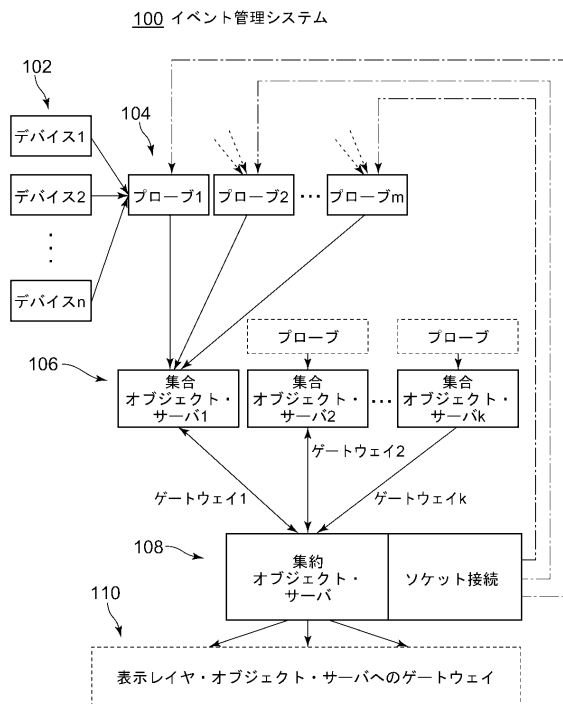 100 イベント管理システム
102
デバイス1
104
デバイス2
プローブ1
プローブ2
…
プローブm
デバイスn
プローブ
プローブ
106
集合
オブジェクト・
サーバ1
集合
オブジェクト・
サーバ2
…
集合
オブジェクト・
サーバk
ゲートウェイ2
ゲートウェイ1
ゲートウェイk
108
集約
オブジェクト・
サーバ
ソケット接続
110
表示レイヤ・オブジェクト・サーバへのゲートウェイ